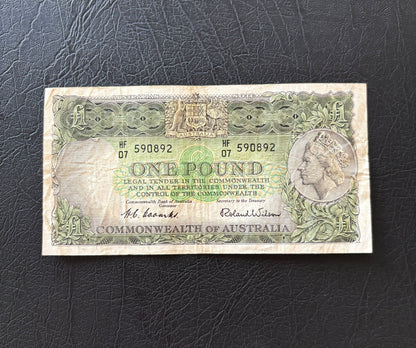 £1 £1
HF 590892 HF 590892
07 07
ONE POUND
LEGAL TENDER IN THE COMMONWEALTH
AND IN ALL TERRITORIES UNDER THE
CONTROL OF THE COMMONWEALTH
Commonwealth Bank of Australia Secretary to the Treasury
Governor
H.C. Coombs Roland Wilson
£1 £1
COMMONWEALTH OF AUSTRALIA